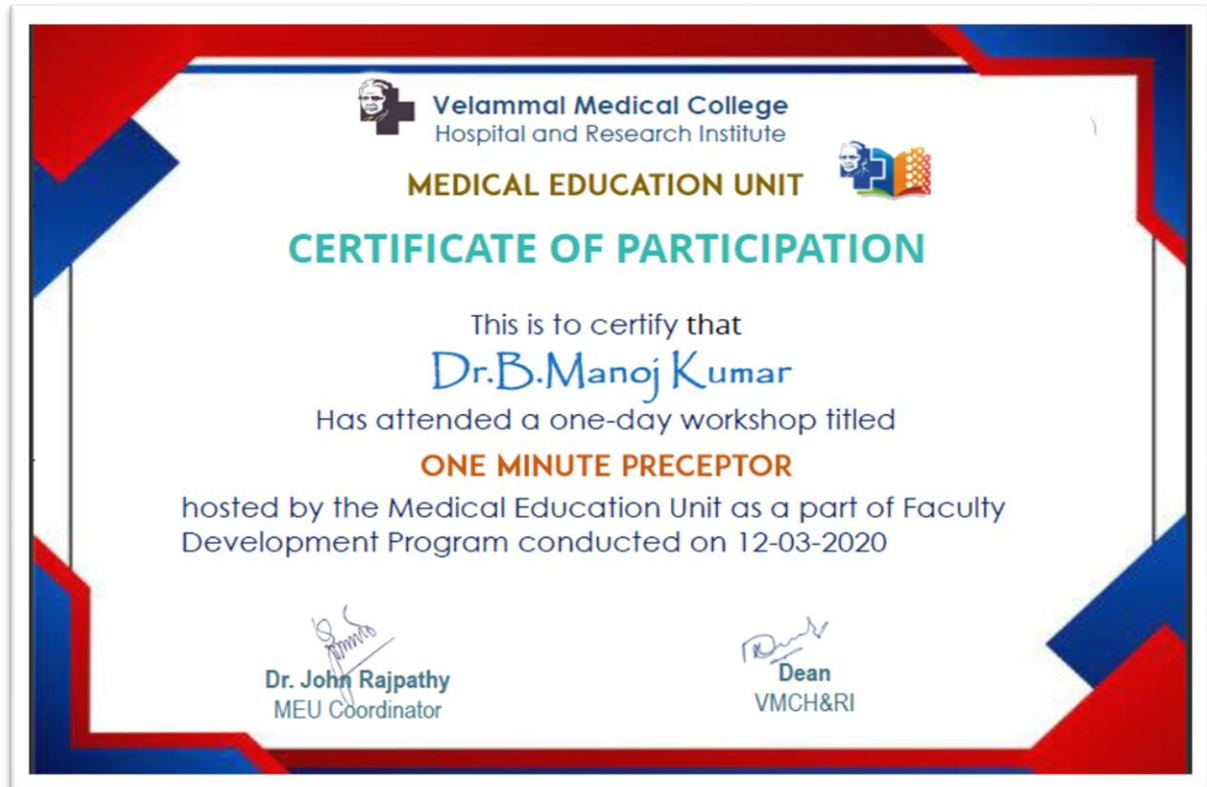 Velammal Medical College
Hospital and Research Institute
MEDICAL EDUCATION UNIT
CERTIFICATE OF PARTICIPATION
This is to certify that
Dr.B.Manoj Kumar
Has attended a one-day workshop titled
ONE MINUTE PRECEPTOR
hosted by the Medical Education Unit as a part of Faculty
Development Program conducted on 12-03-2020
Dr. John Rajpathy
MEU Coordinator
Dean
VMCH&RI